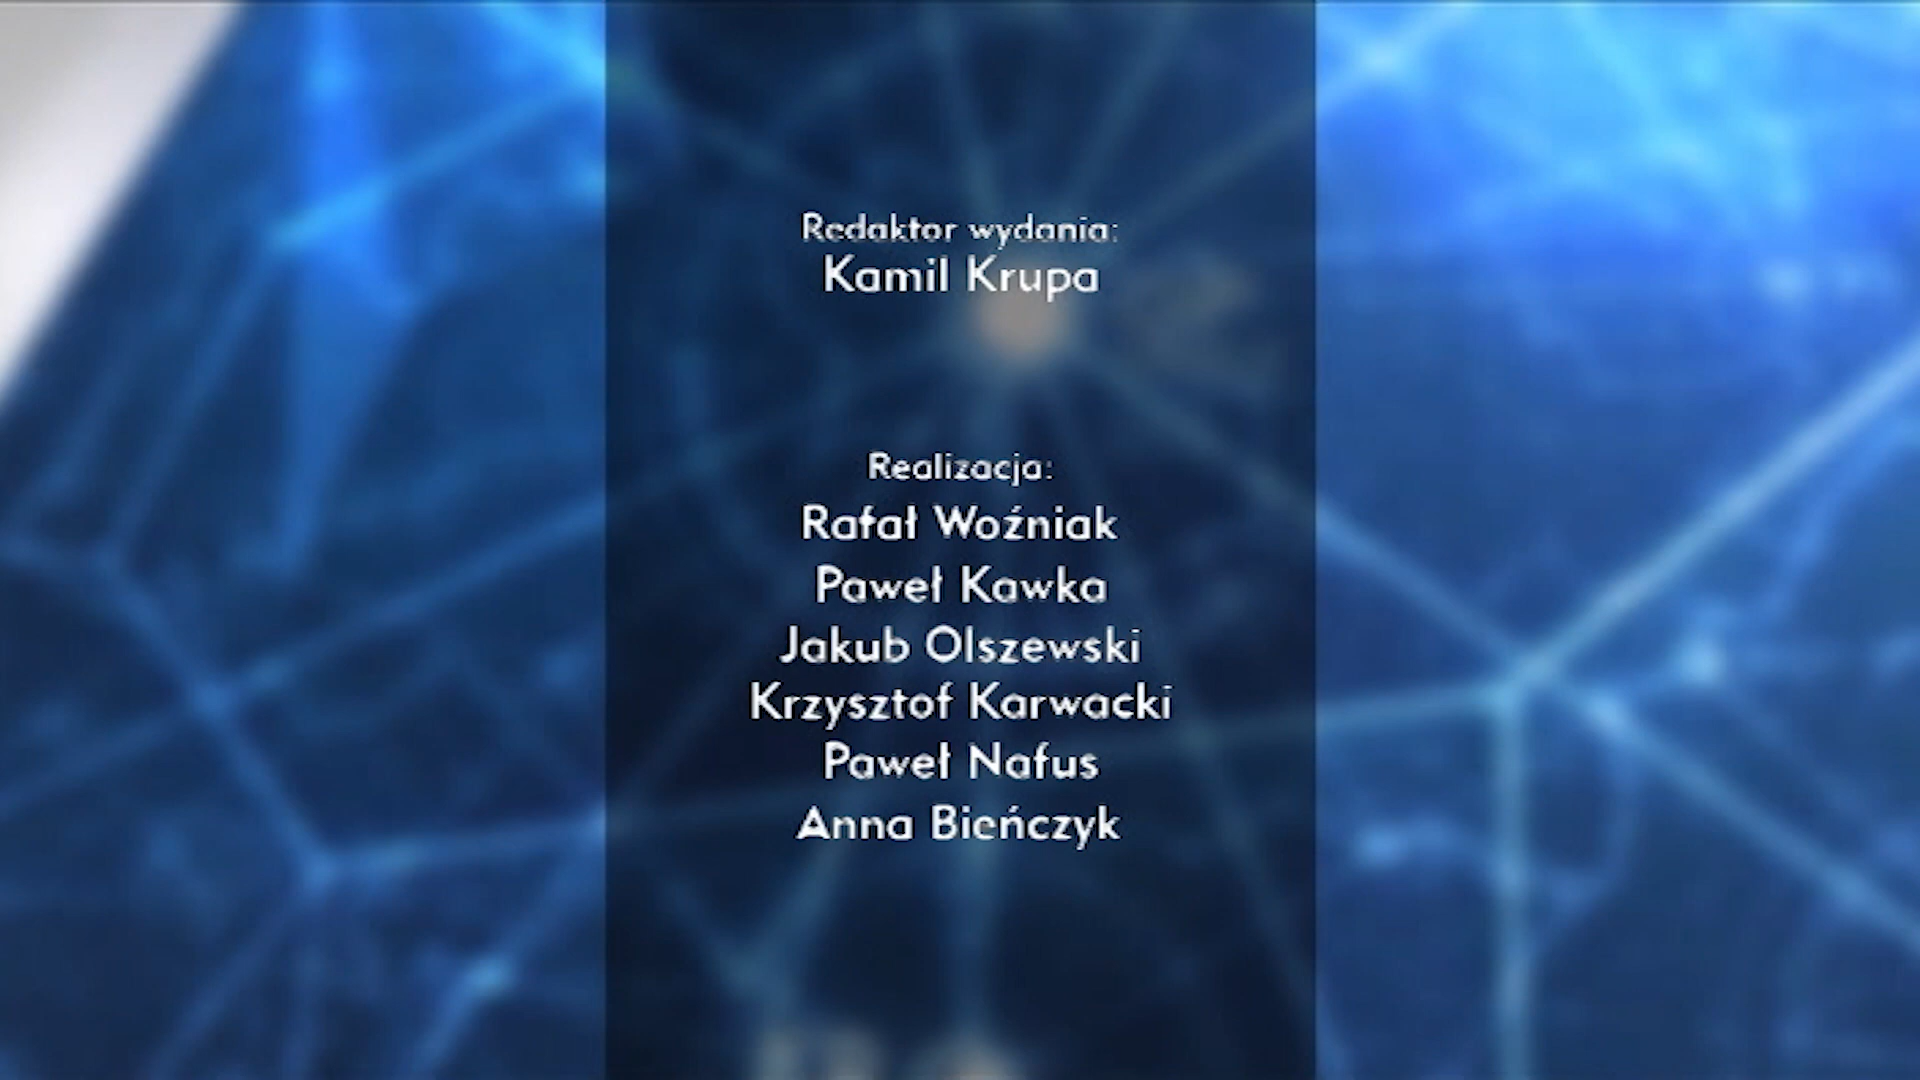 Redaktor wydania:
Kamil Krupa
Realizacja:
Rafał Woźniak
Paweł Kawka
Jakub Olszewski
Krzysztof Karwacki
Paweł Nafus
Anna Bieńczyk